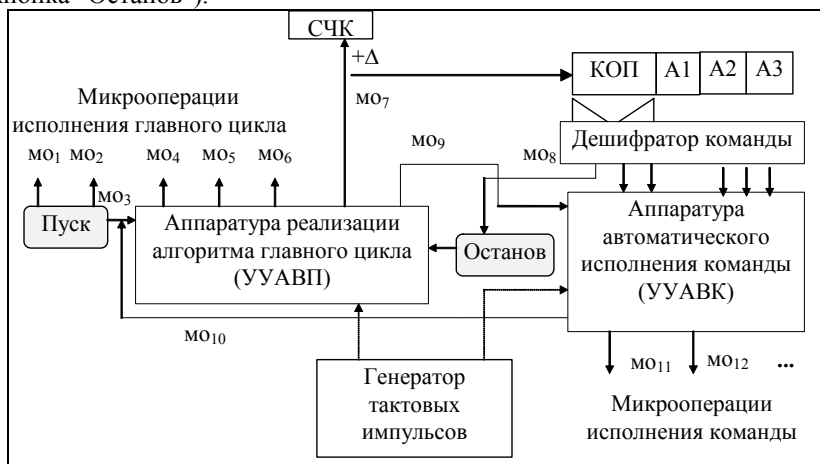 кнопка "Останов").
СЧК
+Δ
КОП А1 А2 А3
Микрооперации
исполнения главного цикла
мо₇
Дешифратор команды
мо₁ мо₂ мо₄ мо₅ мо₆ мо₉ мо₈
мо₃
Пуск
Аппаратура реализации
алгоритма главного цикла
(УУАВП)
Останов
Аппаратура
автоматического
исполнения команды
(УУАВК)
мо₁₀
Генератор
тактовых
импульсов
мо₁₁ мо₁₂ ...
Микрооперации
исполнения команды